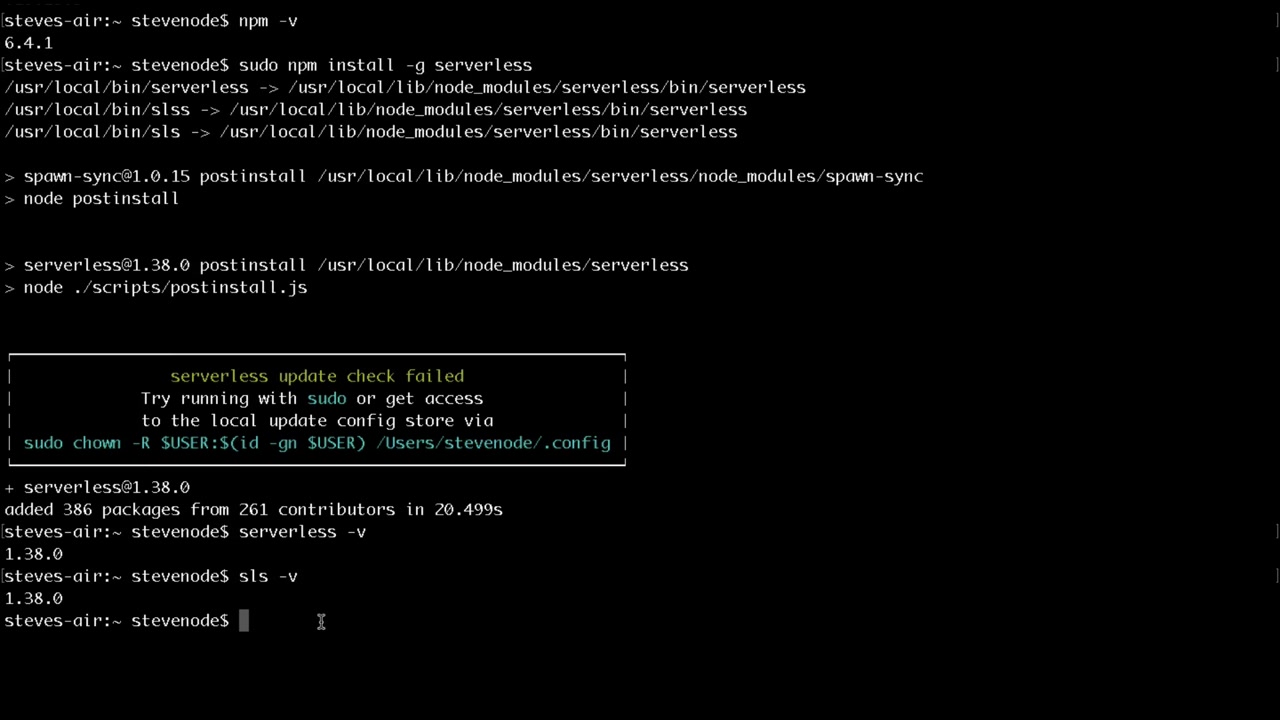 [steves-air:~ stevenode$ npm -v
6.4.1
[steves-air:~ stevenode$ sudo npm install -g serverless
/usr/local/bin/serverless -> /usr/local/lib/node_modules/serverless/bin/serverless
/usr/local/bin/slss -> /usr/local/lib/node_modules/serverless/bin/serverless
/usr/local/bin/sls -> /usr/local/lib/node_modules/serverless/bin/serverless
> spawn-sync@1.0.15 postinstall /usr/local/lib/node_modules/serverless/node_modules/spawn-sync
> node postinstall
> serverless@1.38.0 postinstall /usr/local/lib/node_modules/serverless
> node ./scripts/postinstall.js
serverless update check failed
Try running with sudo or get access
to the local update config store via
sudo chown -R $USER:$(id -gn $USER) /Users/stevenode/.config
+ serverless@1.38.0
added 386 packages from 261 contributors in 20.499s
[steves-air:~ stevenode$ serverless -v
1.38.0
[steves-air:~ stevenode$ sls -v
1.38.0
steves-air:~ stevenode$